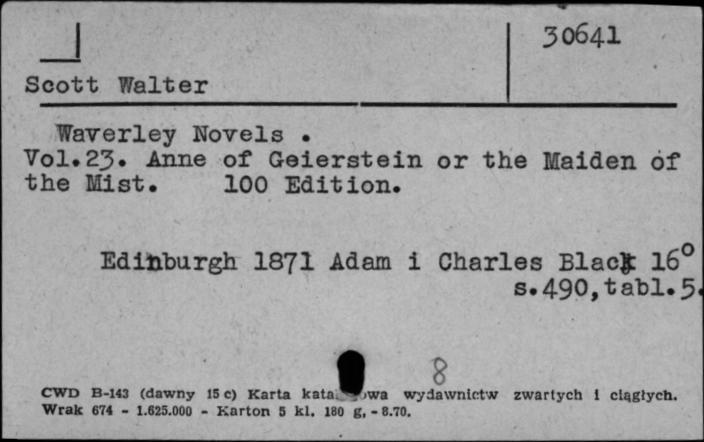 30641
Scott Walter
Waverley Novels .
Vol.23. Anne of Geierstein or the Maiden of
the Mist. 100 Edition.
Edinburgh 1871 Adam i Charles Black 16°
s.490,tabl.5.
8
CWD B-143 (dawny 15 c) Karta wydawnictw zwartych i ciągłych.
Wrak 674 - 1.625.000 - Karton 5 kl. 180 g. - 8.70.